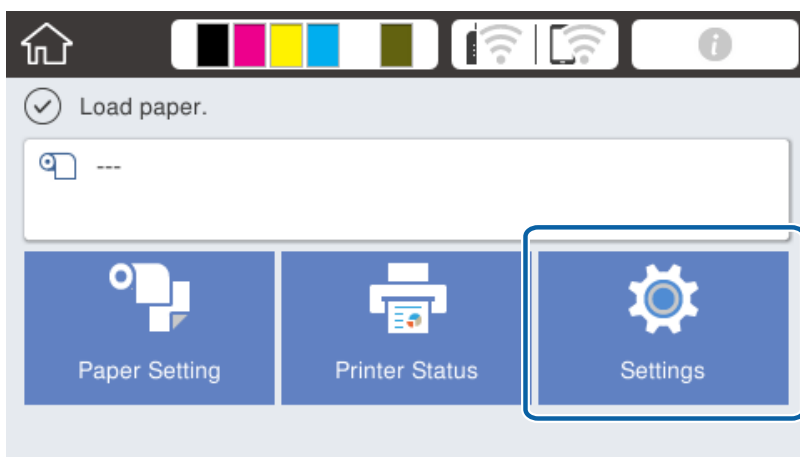 i
Load paper.
---
Paper Setting
Printer Status
Settings